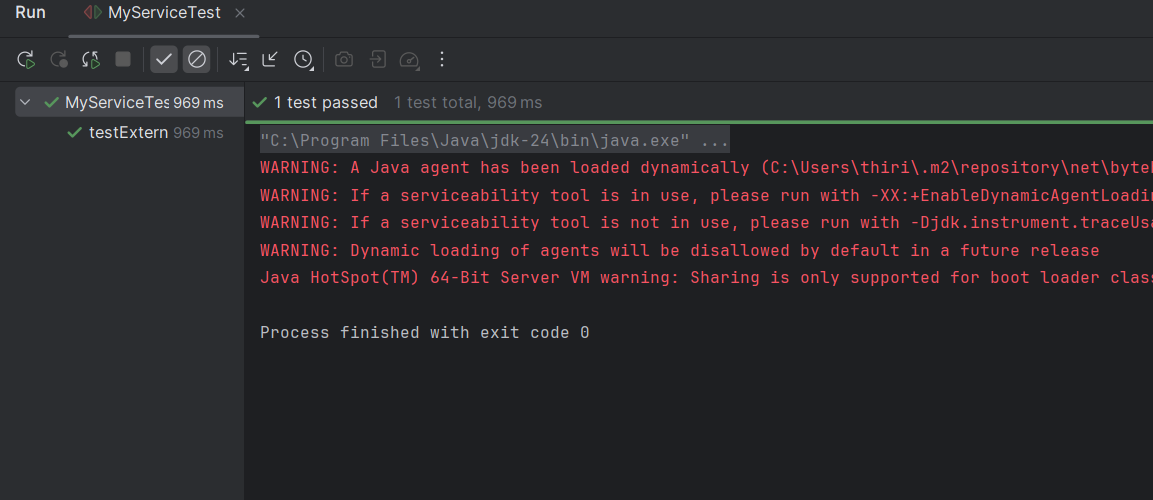 Run MyServiceTest
MyServiceTes 969 ms
testExtern 969 ms
1 test passed 1 test total, 969 ms
"C:\Program Files\Java\jdk-24\bin\java.exe" ...
WARNING: A Java agent has been loaded dynamically (C:\Users\thiri\.m2\repository\net\byte
WARNING: If a serviceability tool is in use, please run with -XX:+EnableDynamicAgentLoadin
WARNING: If a serviceability tool is not in use, please run with -Djdk.instrument.traceUsa
WARNING: Dynamic loading of agents will be disallowed by default in a future release
Java HotSpot(TM) 64-Bit Server VM warning: Sharing is only supported for boot loader clas
Process finished with exit code 0